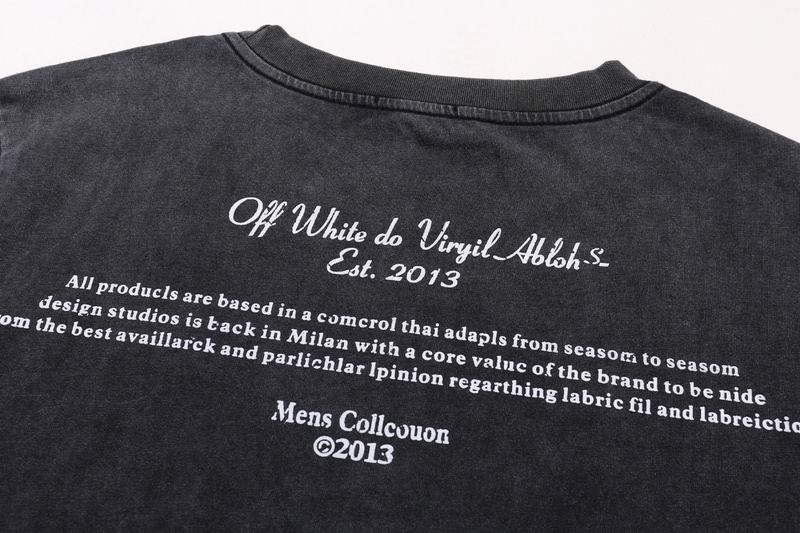 Off White do Viryil Abloh s-
Est. 2013
All producls are based in a comcrol thai adapls from seasom to seasom
design studios is back in Milan with a core valuc of the brand to be nide
om the best availlarck and parlichlar lpinion regarthing labric fil and labreictio
Mens Collcouon
©2013